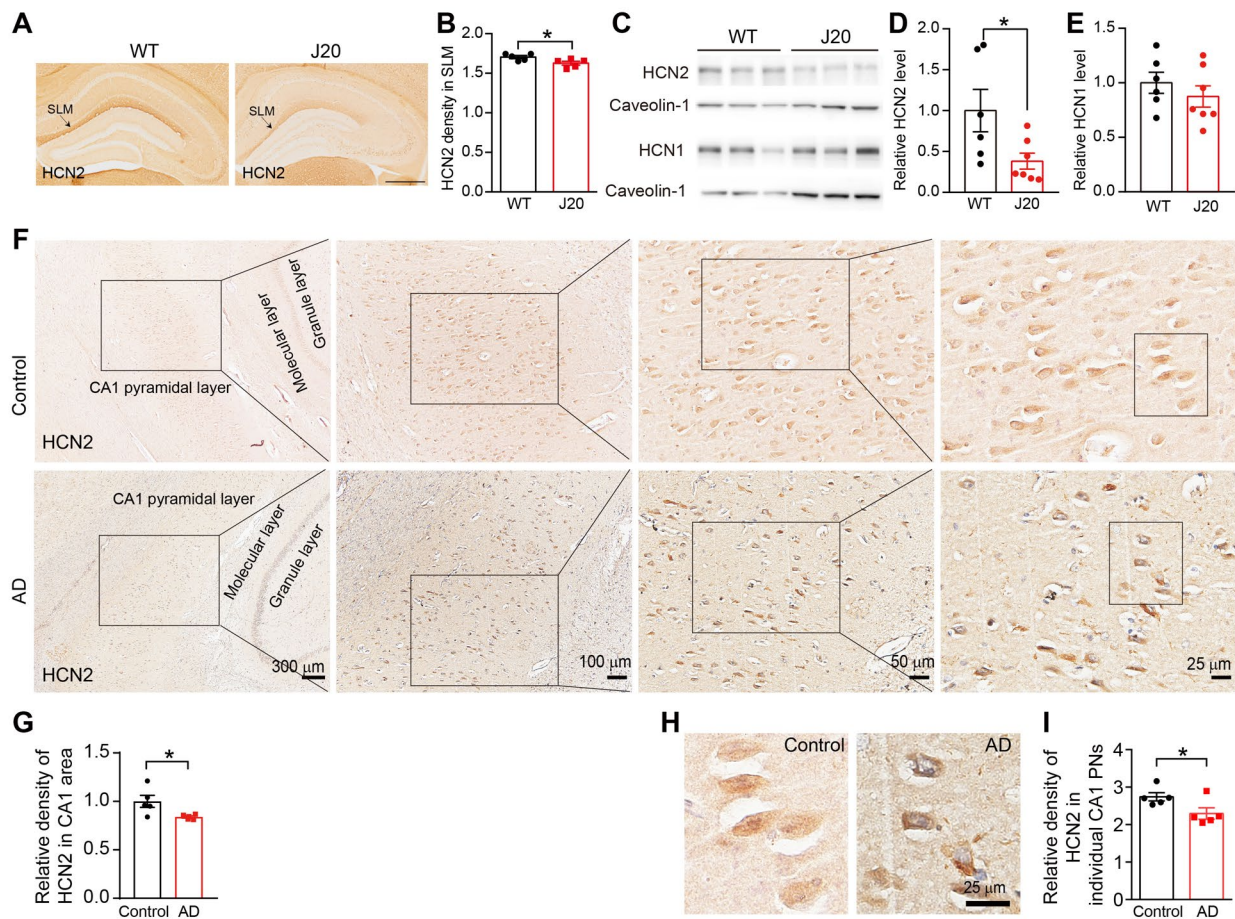 A
WT
J20
SLM
SLM
HCN2
HCN2
B
HCN2 density in SLM
2.0
1.5
1.0
0.5
0.0
*
WT
J20
C
WT
J20
HCN2
Caveolin-1
HCN1
Caveolin-1
D
Relative HCN2 level
2.0
1.5
1.0
0.5
0.0
*
WT
J20
E
Relative HCN1 level
1.5
1.0
0.5
0.0
WT
J20
F
Control
Granule layer
Molecular layer
CA1 pyramidal layer
HCN2
AD
CA1 pyramidal layer
Molecular layer
Granule layer
HCN2
300 μm
100 μm
50 μm
25 μm
G
Relative density of
HCN2 in CA1 area
1.5
1.0
0.5
0.0
*
Control
AD
H
Control
AD
25 μm
I
Relative density of
HCN2 in
individual CA1 PNs
4
3
2
1
0
*
Control
AD